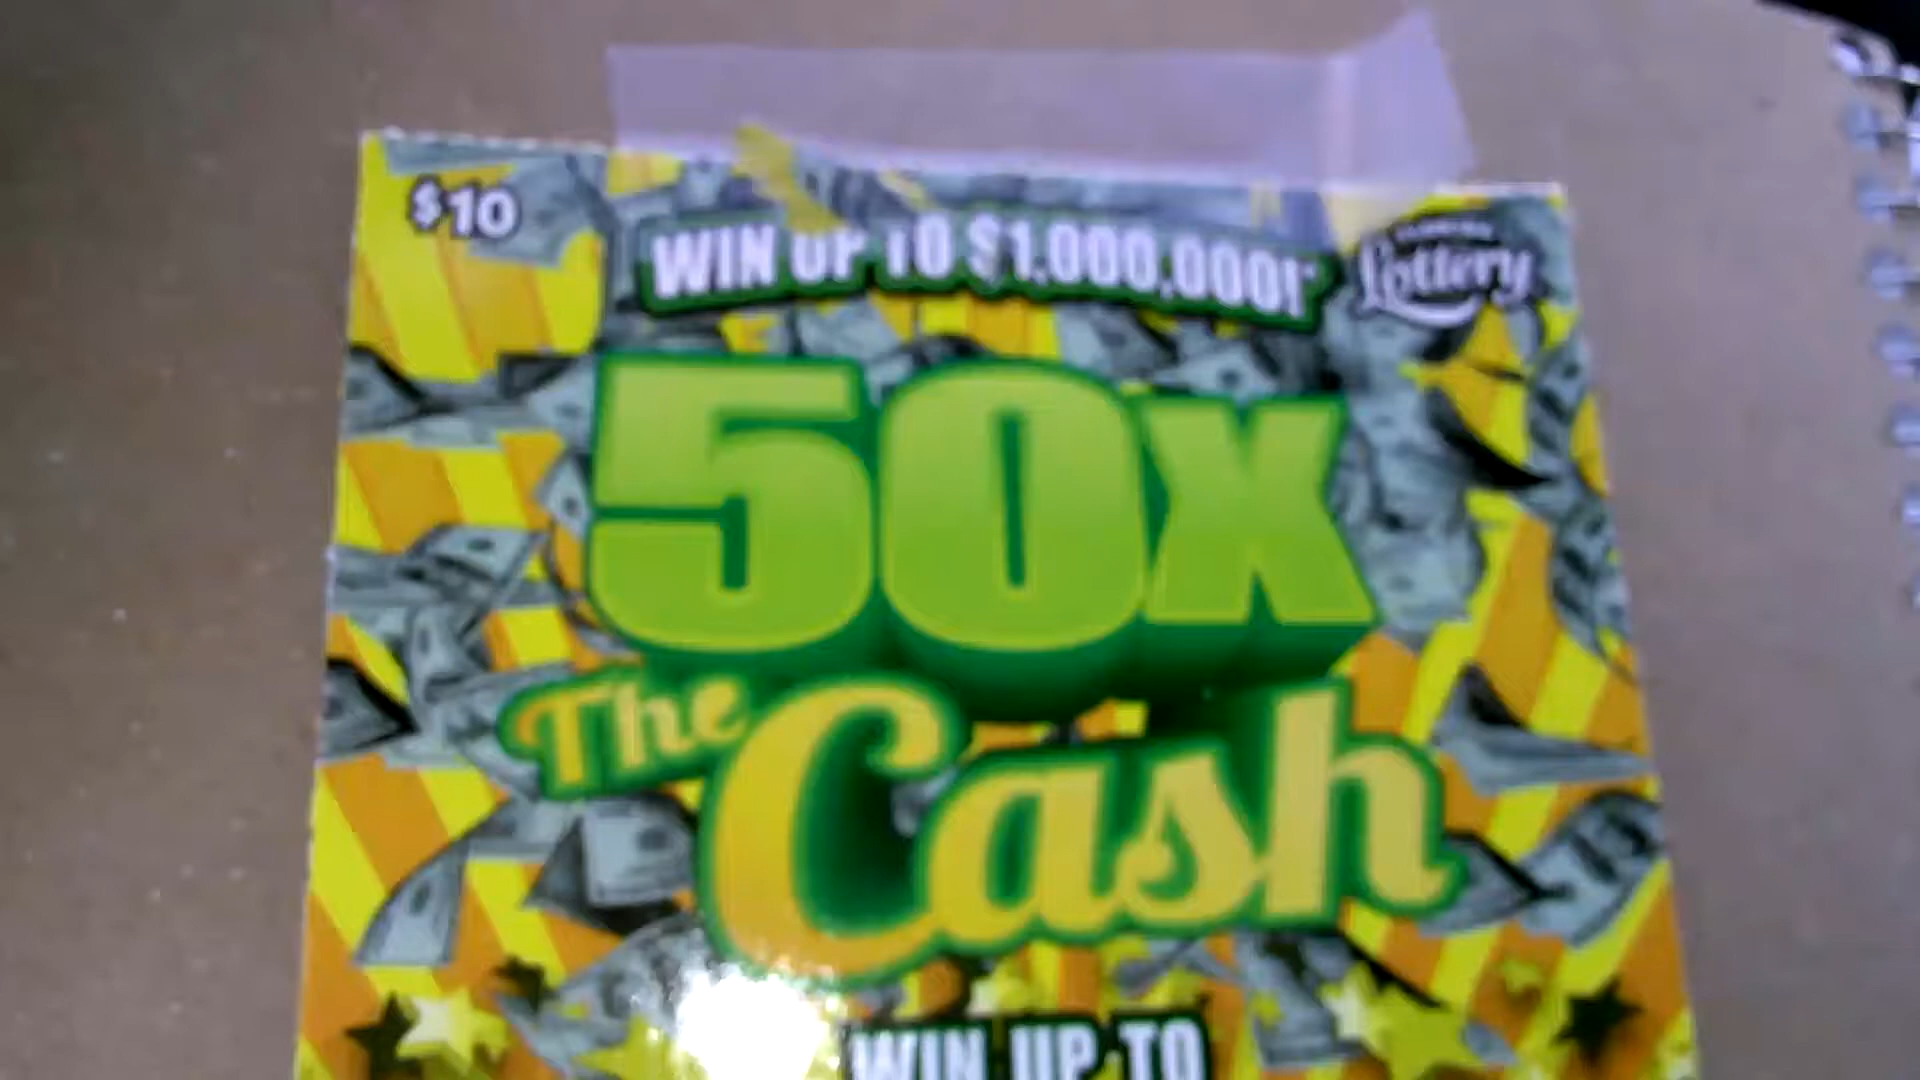 $10
WIN UP TO $1,000,000!*
Lottery
50X
The
Cash
WIN UP TO